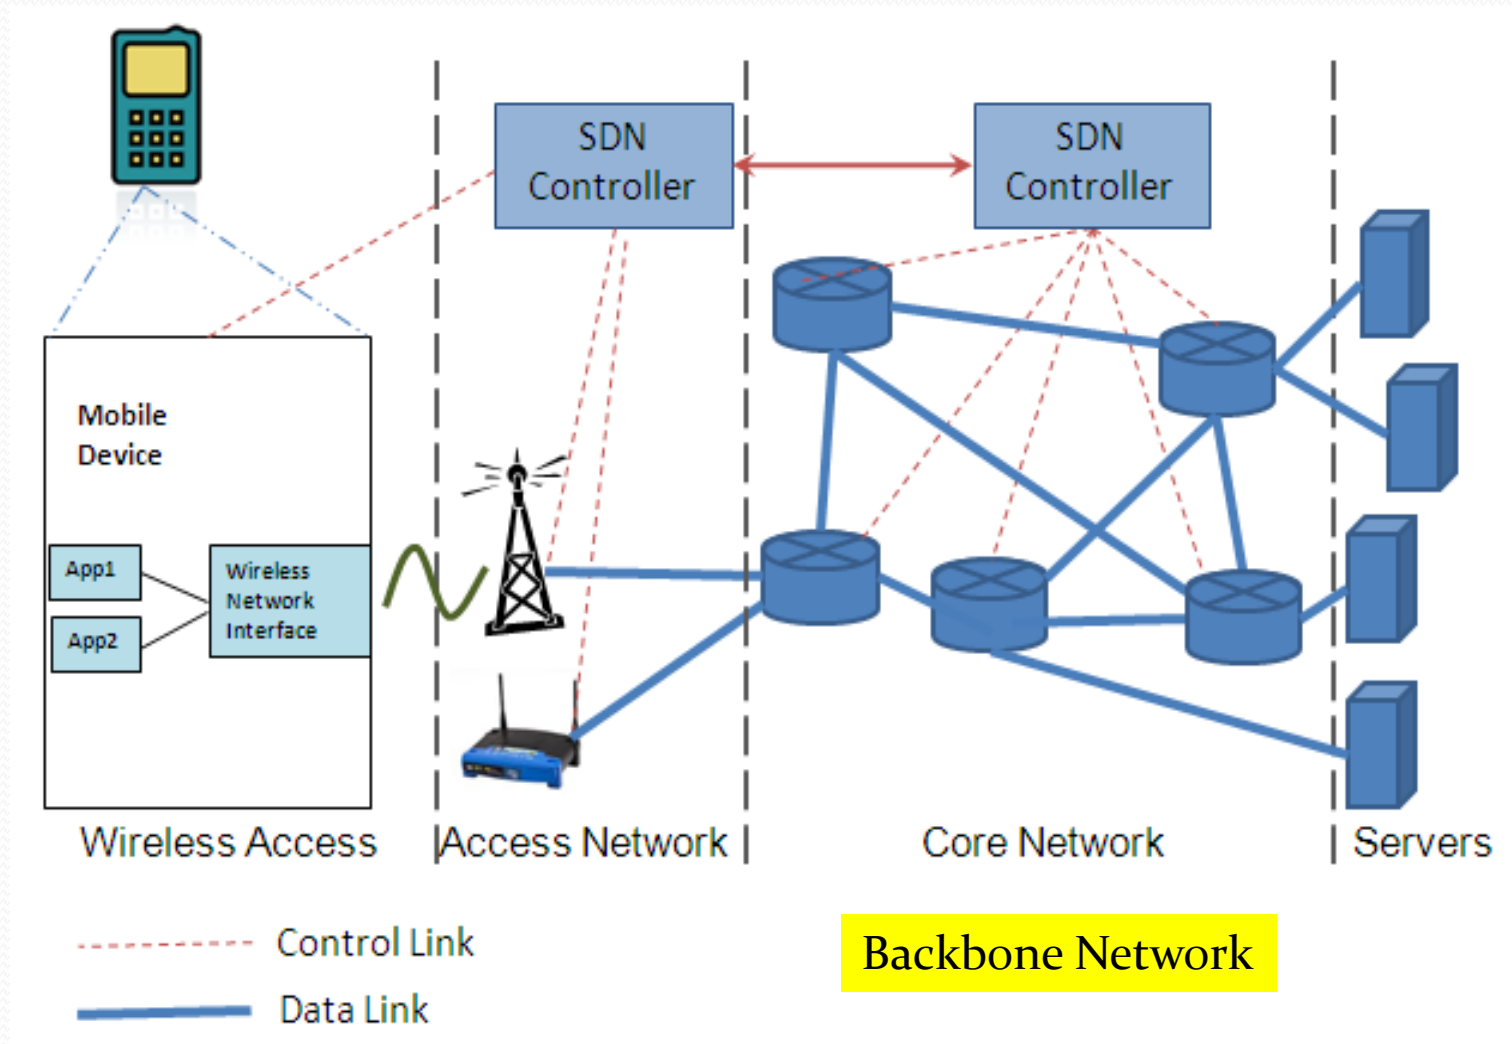 SDN
Controller
SDN
Controller
Mobile
Device
App1
App2
Wireless
Network
Interface
Wireless Access
Access Network
Core Network
Servers
Control Link
Data Link
Backbone Network